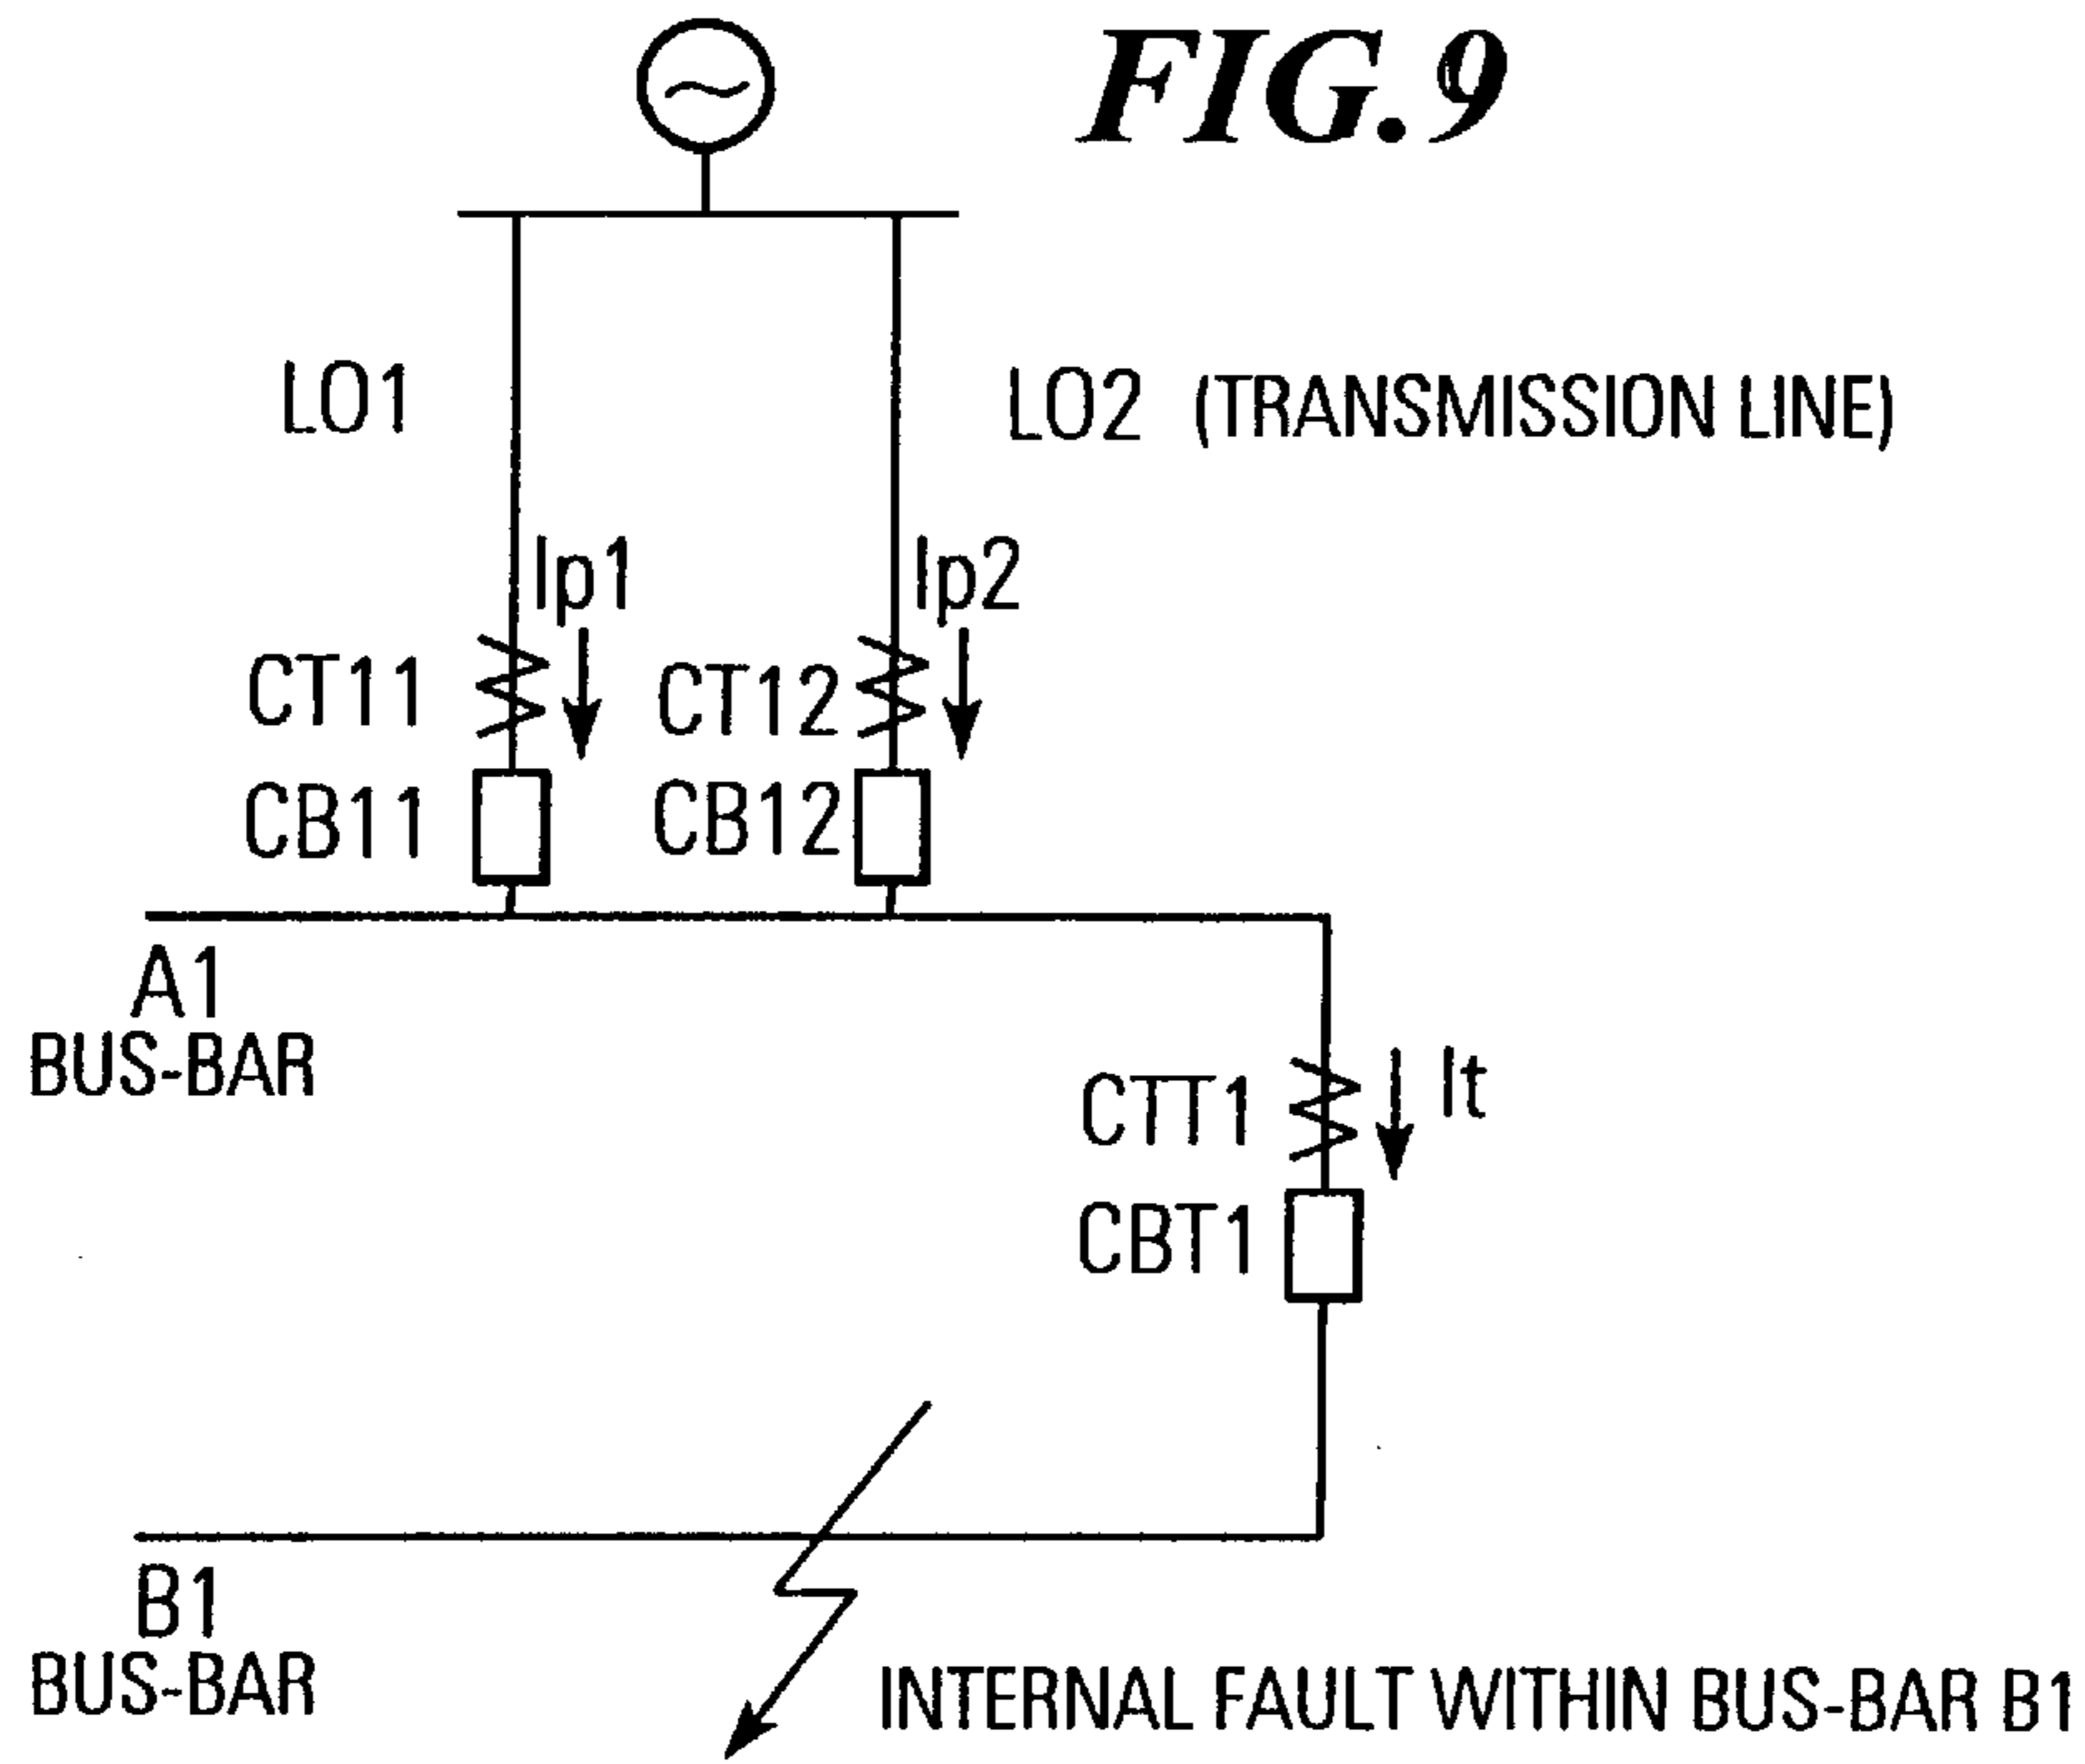 FIG.9
LO1
LO2 (TRANSMISSION LINE)
Ip1
Ip2
CT11
CT12
CB11
CB12
A1
BUS-BAR
CTT1
It
CBT1
B1
BUS-BAR
INTERNAL FAULT WITHIN BUS-BAR B1